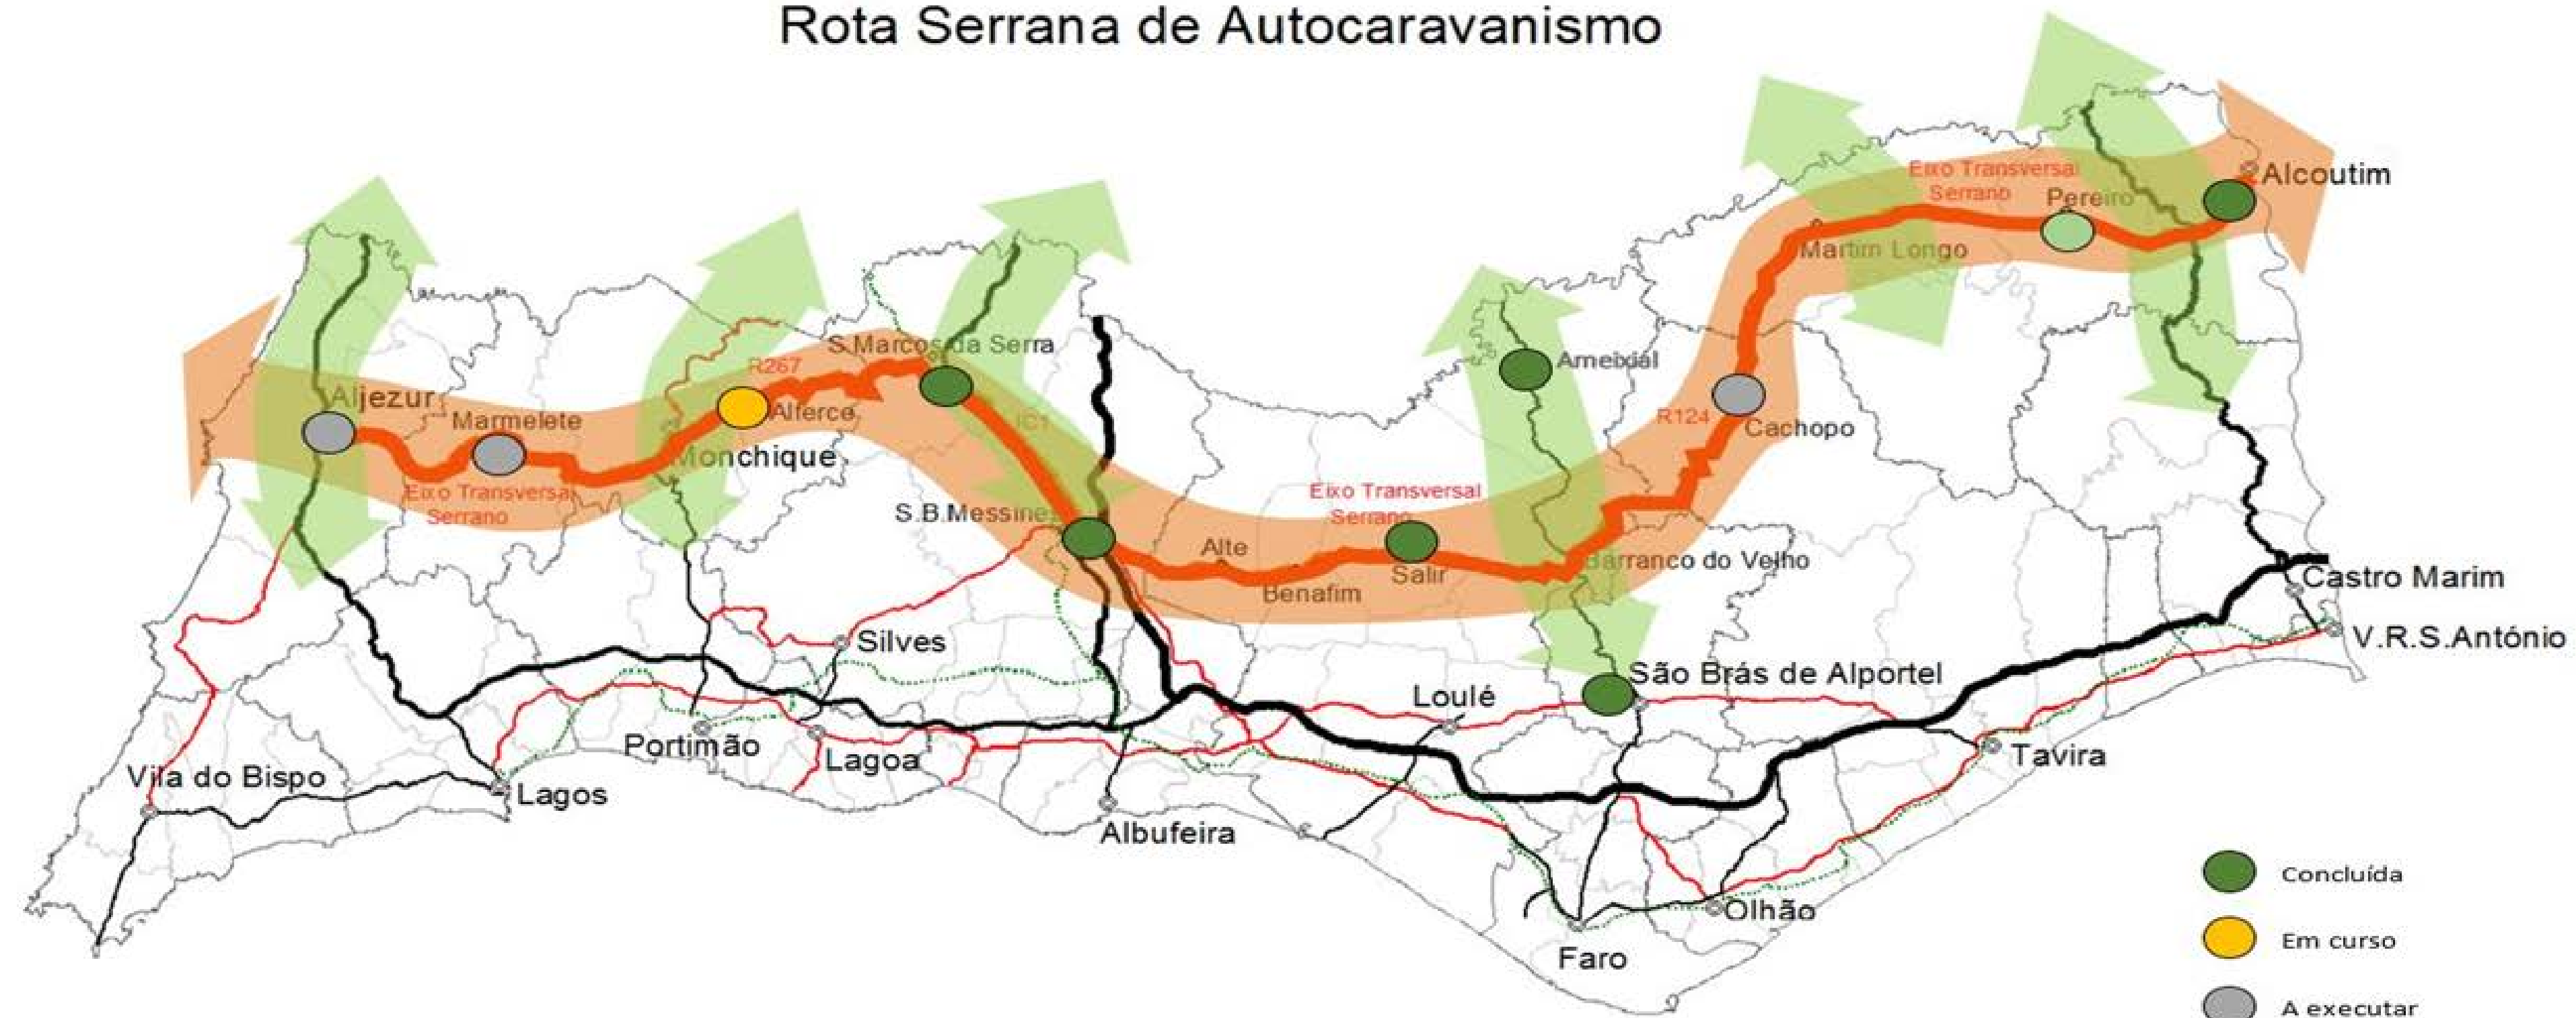 Rota Serrana de Autocaravanismo
Alcoutim
Eixo Transversal
Serrano
Pereiro
Martim Longo
S.Marcos da Serra
R267
Ameixial
Aljezur
Marmelete
Alferce
IC1
R124
Cachopo
Monchique
Eixo Transversal
Serrano
Eixo Transversal
Serrano
S.B.Messines
Alte
Benafim
Salir
Barranco do Velho
Castro Marim
V.R.S.António
Silves
São Brás de Alportel
Loulé
Portimão
Lagoa
Tavira
Vila do Bispo
Lagos
Albufeira
Olhão
Faro
Concluída
Em curso
A executar